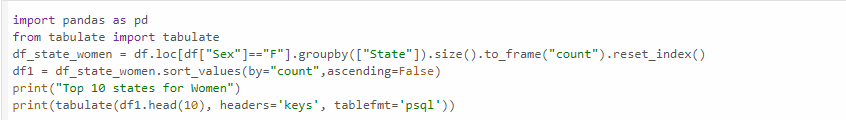 import pandas as pd
from tabulate import tabulate
df_state_women = df.loc[df["Sex"]=="F"].groupby(["State"]).size().to_frame("count").reset_index()
df1 = df_state_women.sort_values(by="count",ascending=False)
print("Top 10 states for Women")
print(tabulate(df1.head(10), headers='keys', tablefmt='psql'))